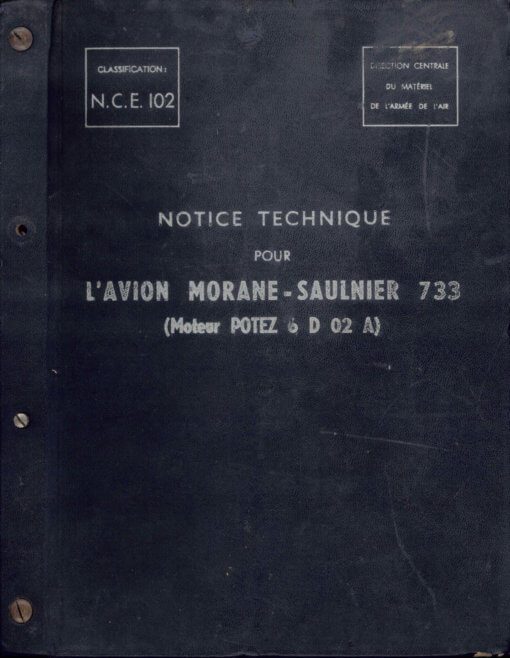 CLASSIFICATION :
N.C.E. 102
DIRECTION CENTRALE
DU MATÉRIEL
DE L'ARMÉE DE L'AIR
NOTICE TECHNIQUE
POUR
L'AVION MORANE-SAULNIER 733
(Moteur POTEZ 6 D 02 A)